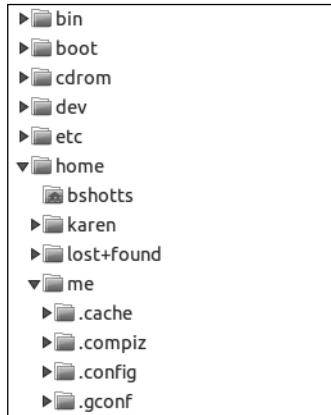 bin
boot
cdrom
dev
etc
home
bshotts
karen
lost+found
me
.cache
.compiz
.config
.gconf